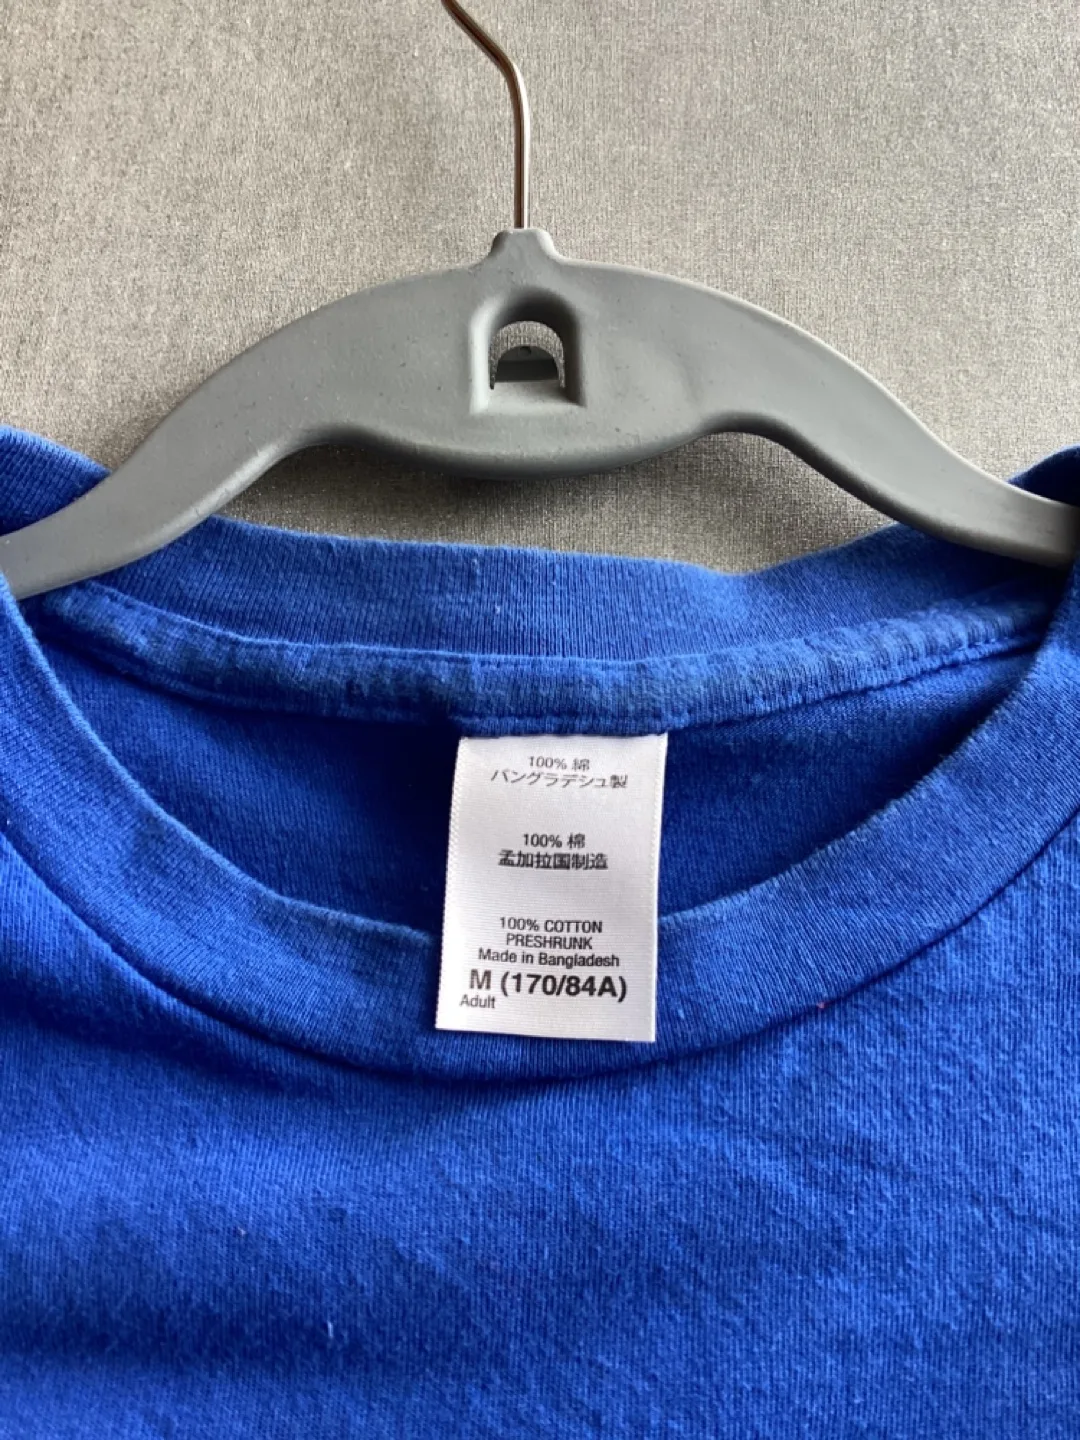 100% 綿
バングラデシュ製
100% 棉
孟加拉国制造
100% COTTON
PRESHRUNK
Made in Bangladesh
M (170/84A)
Adult